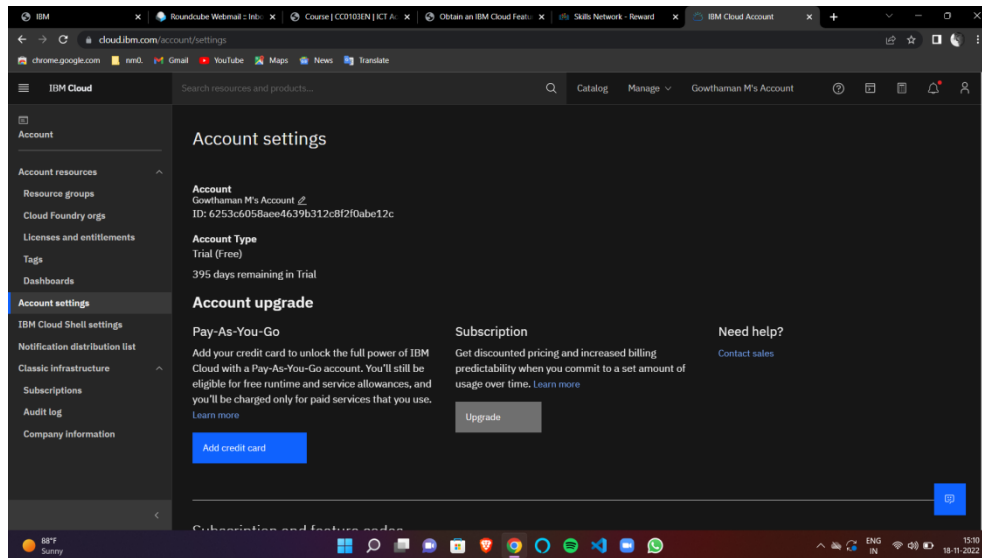 IBM
Roundcube Webmail :: Inbo
Course | CC0103EN | ICT Ac
Obtain an IBM Cloud Featu
Skills Network - Reward
IBM Cloud Account
cloud.ibm.com/account/settings
chrome.google.com
nm0.
Gmail
YouTube
Maps
News
Translate
IBM Cloud
Search resources and products...
Catalog
Manage
Gowthaman M's Account
Account
Account resources
Resource groups
Cloud Foundry orgs
Licenses and entitlements
Tags
Dashboards
Account settings
IBM Cloud Shell settings
Notification distribution list
Classic infrastructure
Subscriptions
Audit log
Company information
Account settings
Account
Gowthaman M's Account
ID: 6253c6058aee4639b312c8f2f0abe12c
Account Type
Trial (Free)
395 days remaining in Trial
Account upgrade
Pay-As-You-Go
Add your credit card to unlock the full power of IBM
Cloud with a Pay-As-You-Go account. You'll still be
eligible for free runtime and service allowances, and
you'll be charged only for paid services that you use.
Learn more
Add credit card
Subscription
Get discounted pricing and increased billing
predictability when you commit to a set amount of
usage over time. Learn more
Upgrade
Need help?
Contact sales
Subscription and feature codes
88°F
Sunny
ENG
IN
15:10
18-11-2022